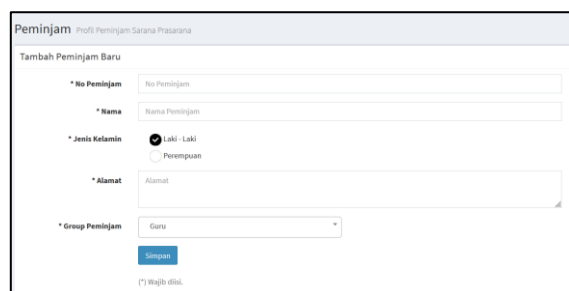 Peminjam Profil Peminjam Sarana Prasarana
Tambah Peminjam Baru
* No Peminjam No Peminjam
* Nama Nama Peminjam
* Jenis Kelamin Laki - Laki
Perempuan
* Alamat Alamat
* Group Peminjam Guru
Simpan
(*) Wajib diisi.